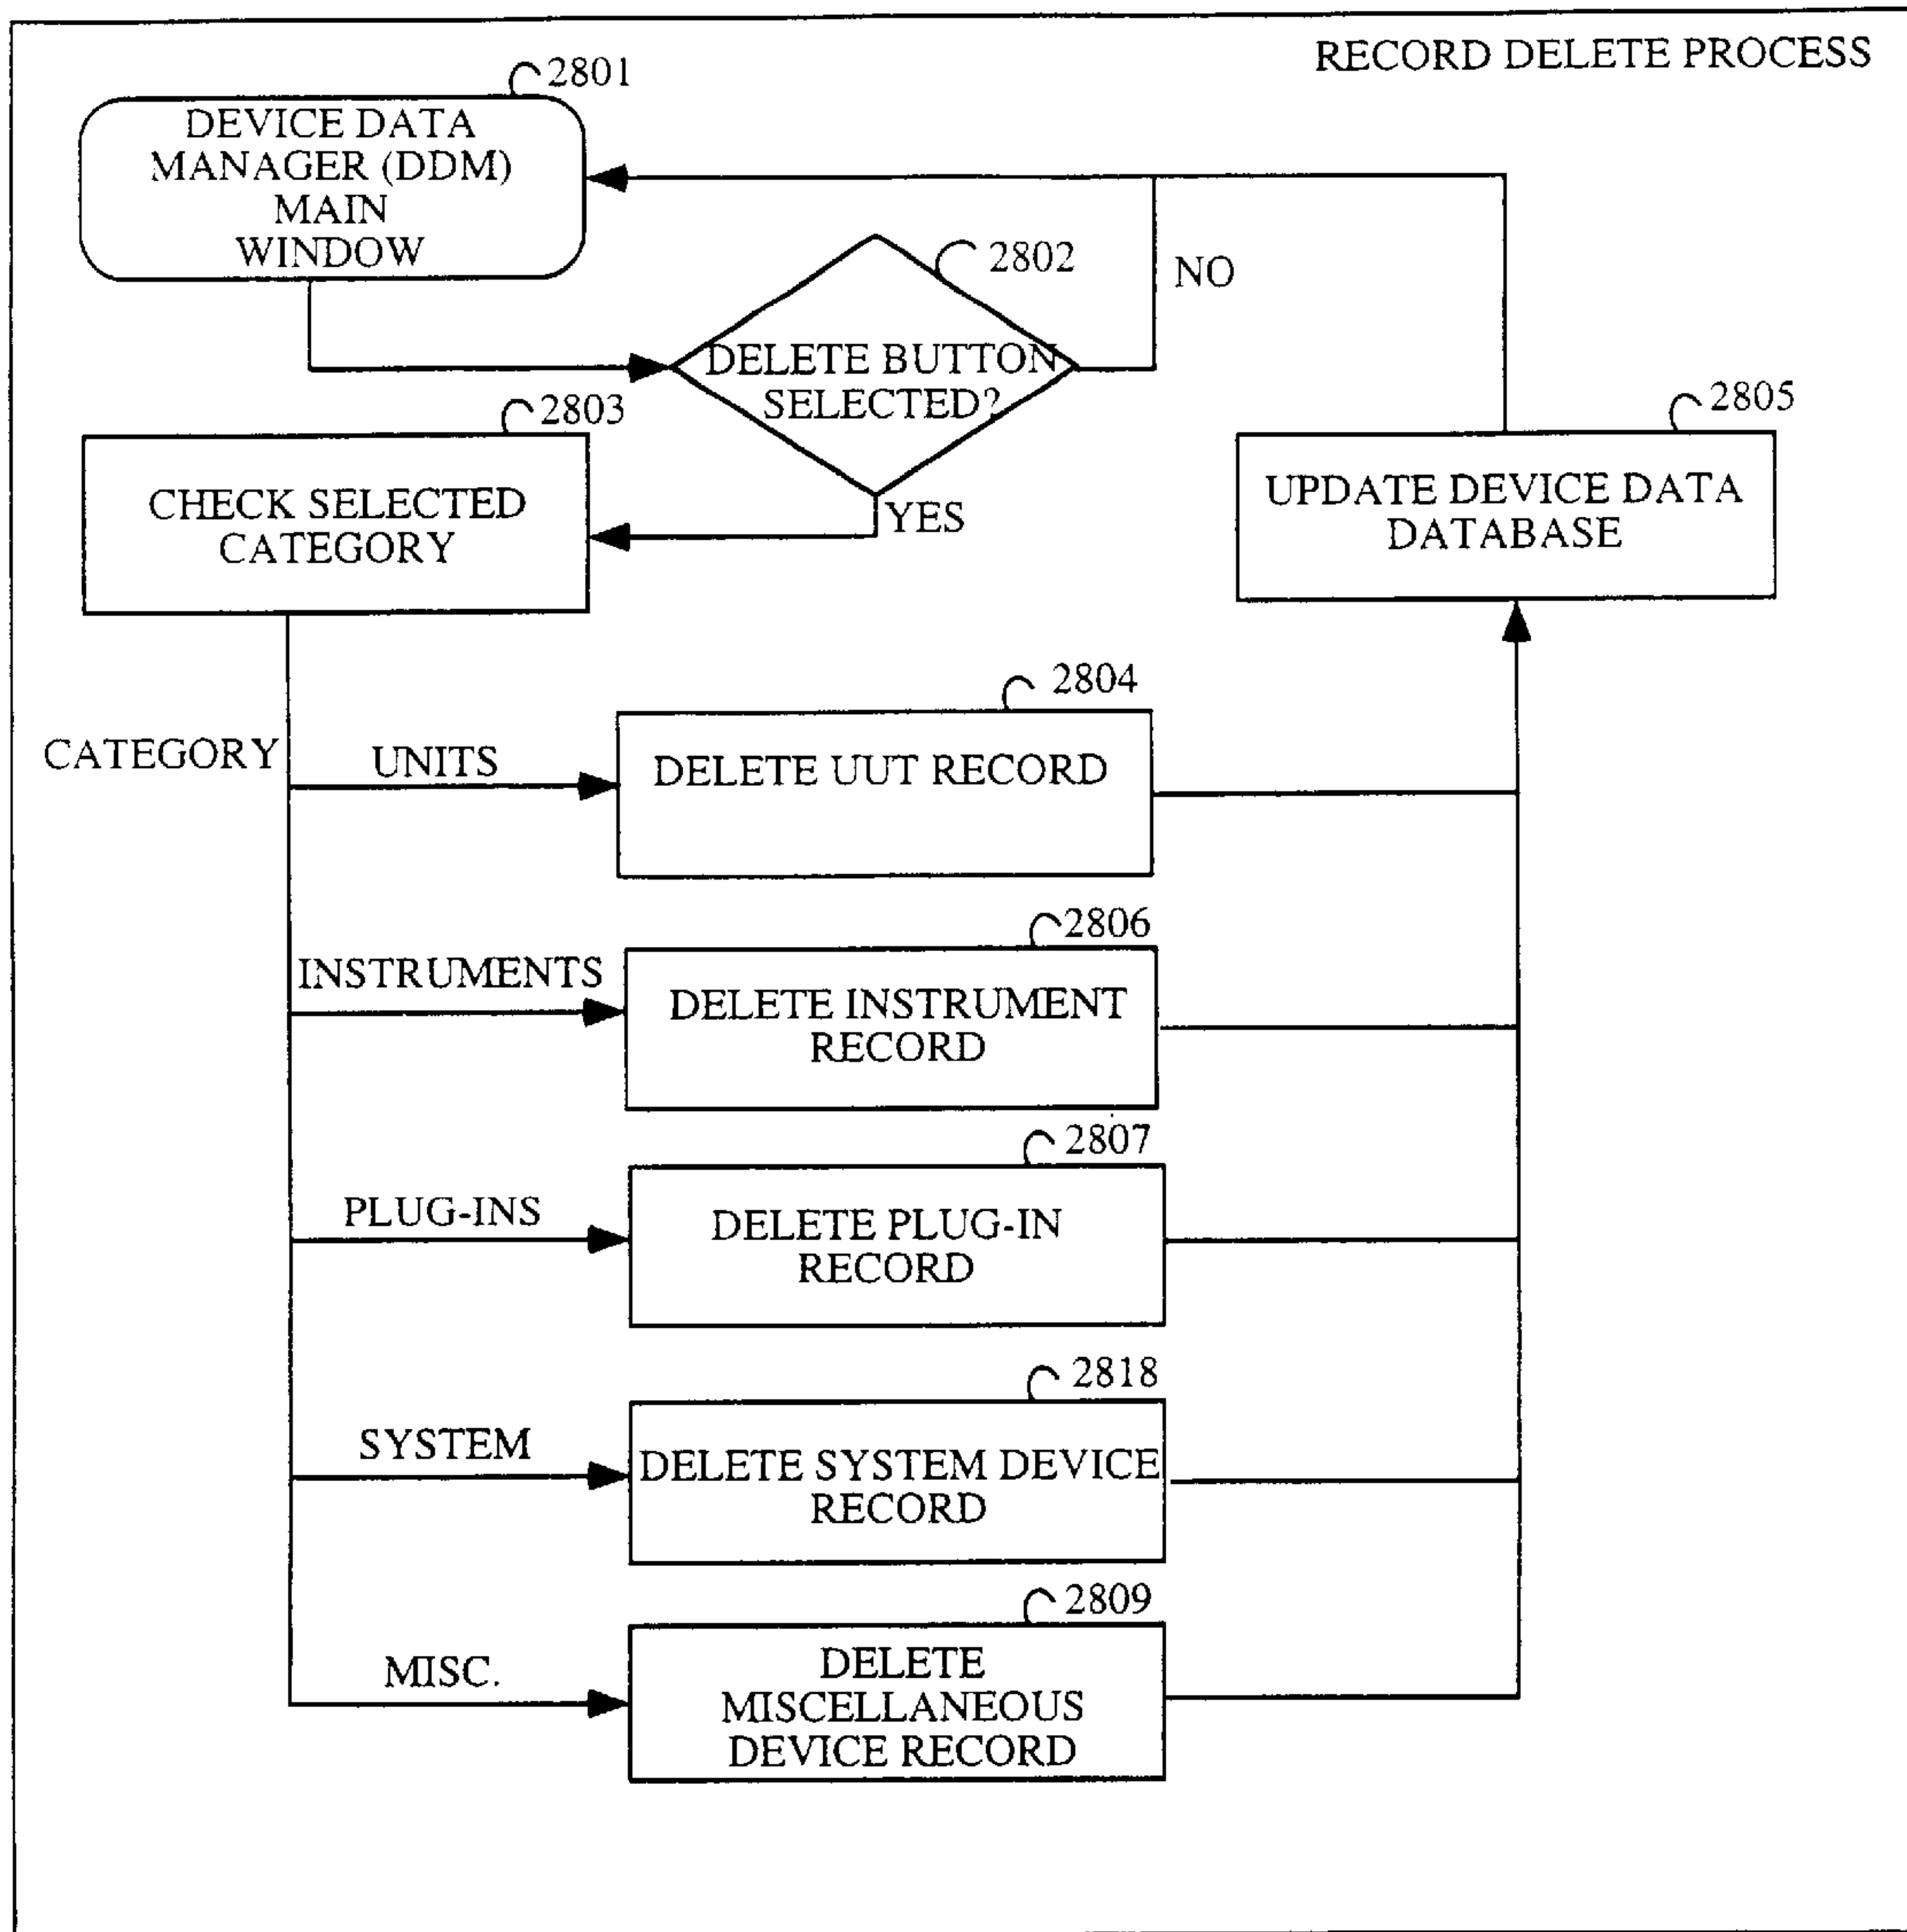 RECORD DELETE PROCESS
2801
DEVICE DATA
MANAGER (DDM)
MAIN
WINDOW
2802
NO
DELETE BUTTON
SELECTED?
2803
2805
CHECK SELECTED
CATEGORY
YES
UPDATE DEVICE DATA
DATABASE
2804
CATEGORY
UNITS
DELETE UUT RECORD
2806
INSTRUMENTS
DELETE INSTRUMENT
RECORD
2807
PLUG-INS
DELETE PLUG-IN
RECORD
2818
SYSTEM
DELETE SYSTEM DEVICE
RECORD
2809
MISC.
DELETE
MISCELLANEOUS
DEVICE RECORD